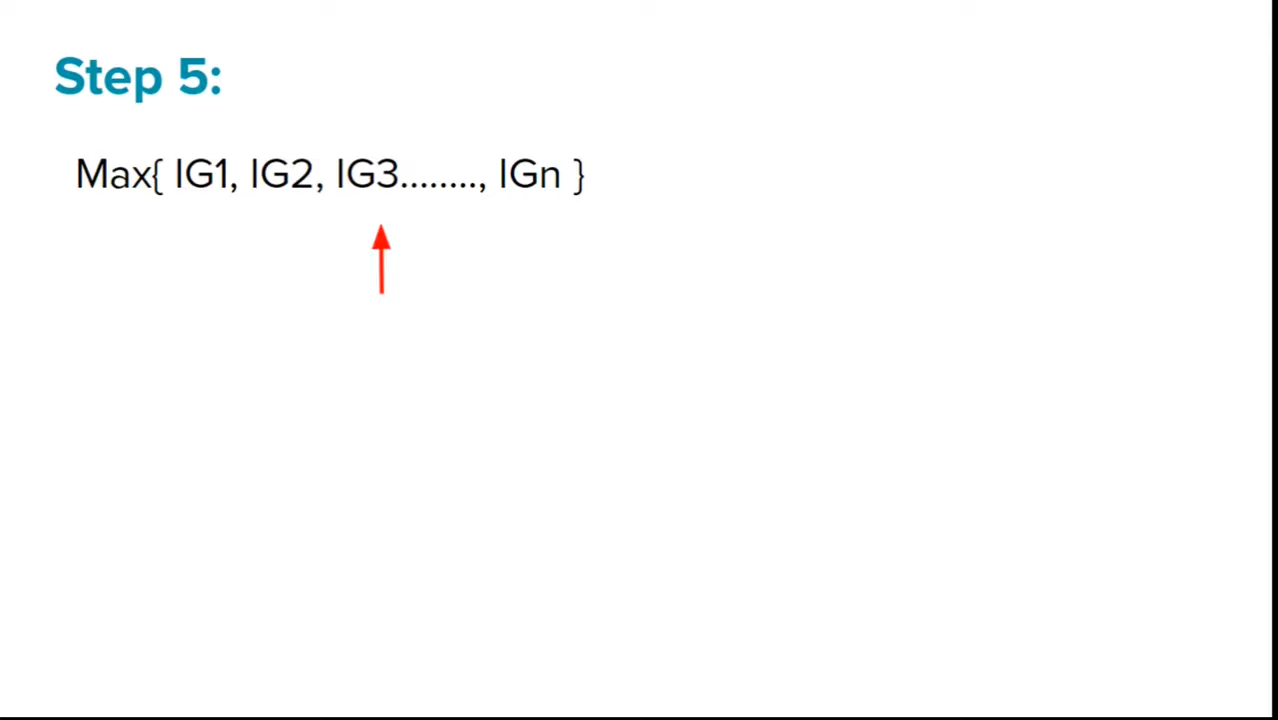 Step 5:
Max{ IG1, IG2, IG3........, IGn }